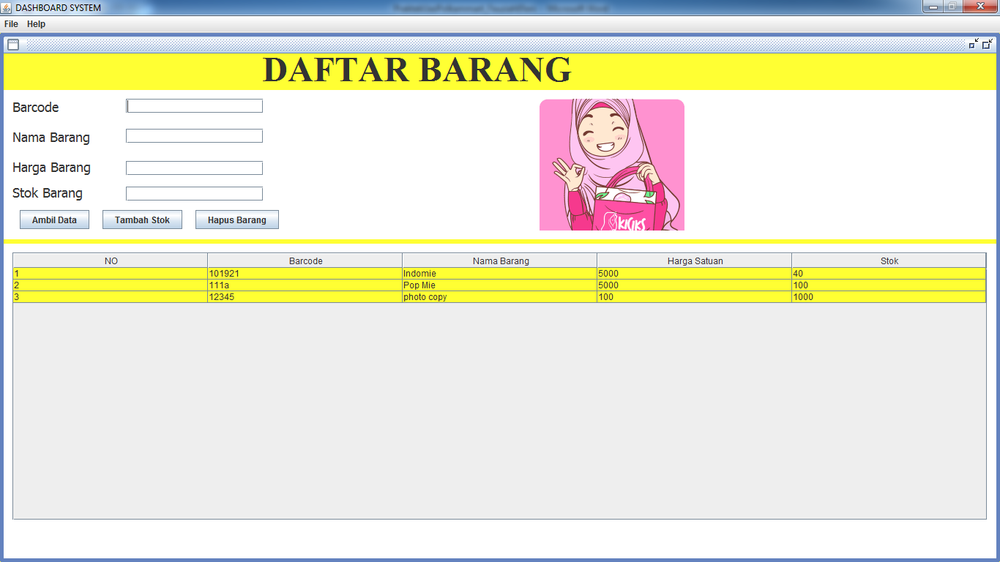 DASHBOARD SYSTEM
File Help
DAFTAR BARANG
Barcode
Nama Barang
Harga Barang
Stok Barang
KICIKS
Ambil Data Tambah Stok Hapus Barang
NO Barcode Nama Barang Harga Satuan Stok
1 101921 Indomie 5000 40
2 111a Pop Mie 5000 100
3 12345 photo copy 100 1000